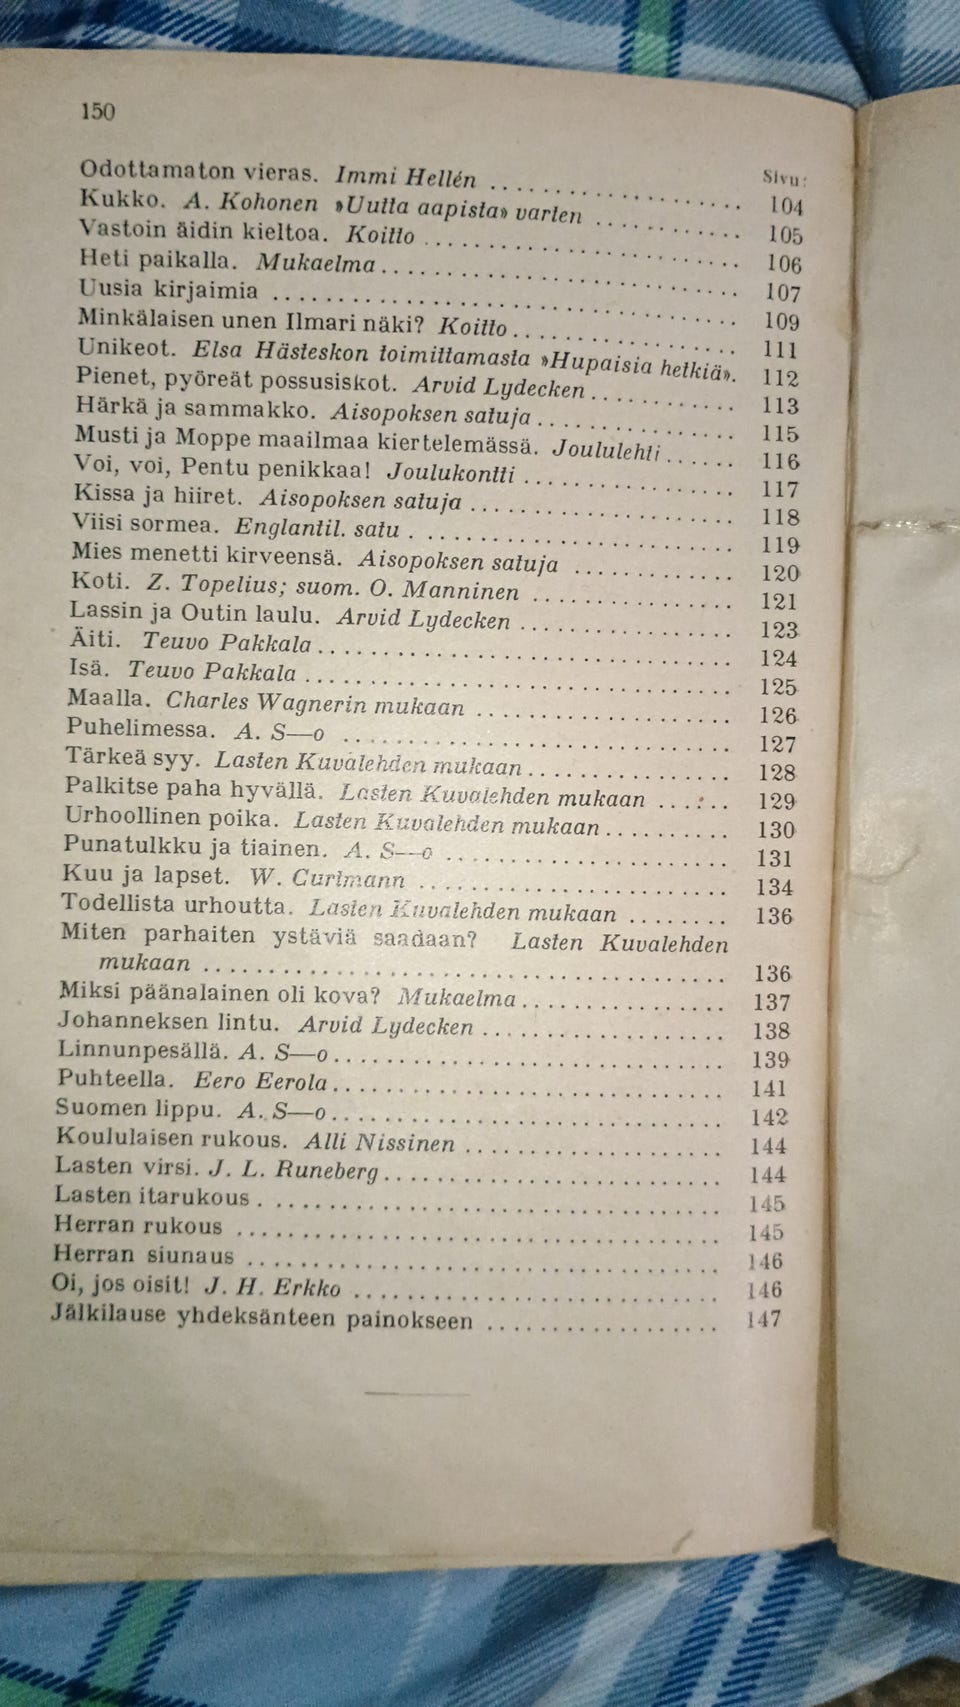 150
Sivu:
Odottamaton vieras. Immi Hellén .................... 104
Kukko. A. Kohonen »Uutta aapista» varten ........... 105
Vastoin äidin kieltoa. Koitto ....................... 106
Heti paikalla. Mukaelma ............................ 107
Uusia kirjaimia ................................... 109
Minkälaisen unen Ilmari näki? Koitto ................ 111
Unikeot. Elsa Hästeskon toimittamasta »Hupaisia hetkiä». 112
Pienet, pyöreät possusiskot. Arvid Lydecken ........... 113
Härkä ja sammakko. Aisopoksen satuja ................ 115
Musti ja Moppe maailmaa kiertelemässä. Joululehti ...... 116
Voi, voi, Pentu penikkaa! Joulukontti ................ 117
Kissa ja hiiret. Aisopoksen satuja .................... 118
Viisi sormea. Englantil. satu ........................ 119
Mies menetti kirveensä. Aisopoksen satuja ............ 120
Koti. Z. Topelius; suom. O. Manninen ............... 121
Lassin ja Outin laulu. Arvid Lydecken ................ 123
Äiti. Teuvo Pakkala ............................... 124
Isä. Teuvo Pakkala ................................ 125
Maalla. Charles Wagnerin mukaan ................... 126
Puhelimessa. A. S—o .............................. 127
Tärkeä syy. Lasten Kuvalehden mukaan ............... 128
Palkitse paha hyvällä. Lasten Kuvalehden mukaan ...... 129
Urhoollinen poika. Lasten Kuvalehden mukaan .......... 130
Punatulkku ja tiainen. A. S—o ...................... 131
Kuu ja lapset. W. Curtmann ........................ 134
Todellista urhoutta. Lasten Kuvalehden mukaan ........ 136
Miten parhaiten ystäviä saadaan? Lasten Kuvalehden
mukaan ........................................ 136
Miksi päänalainen oli kova? Mukaelma ............... 137
Johanneksen lintu. Arvid Lydecken ................... 138
Linnunpesällä. A. S—o ............................. 139
Puhteella. Eero Eerola ............................. 141
Suomen lippu. A. S—o ............................. 142
Koululaisen rukous. Alli Nissinen .................... 144
Lasten virsi. J. L. Runeberg ......................... 144
Lasten itarukous .................................. 145
Herran rukous .................................... 145
Herran siunaus ................................... 146
Oi, jos oisit! J. H. Erkko ........................... 146
Jälkilause yhdeksänteen painokseen .................. 147